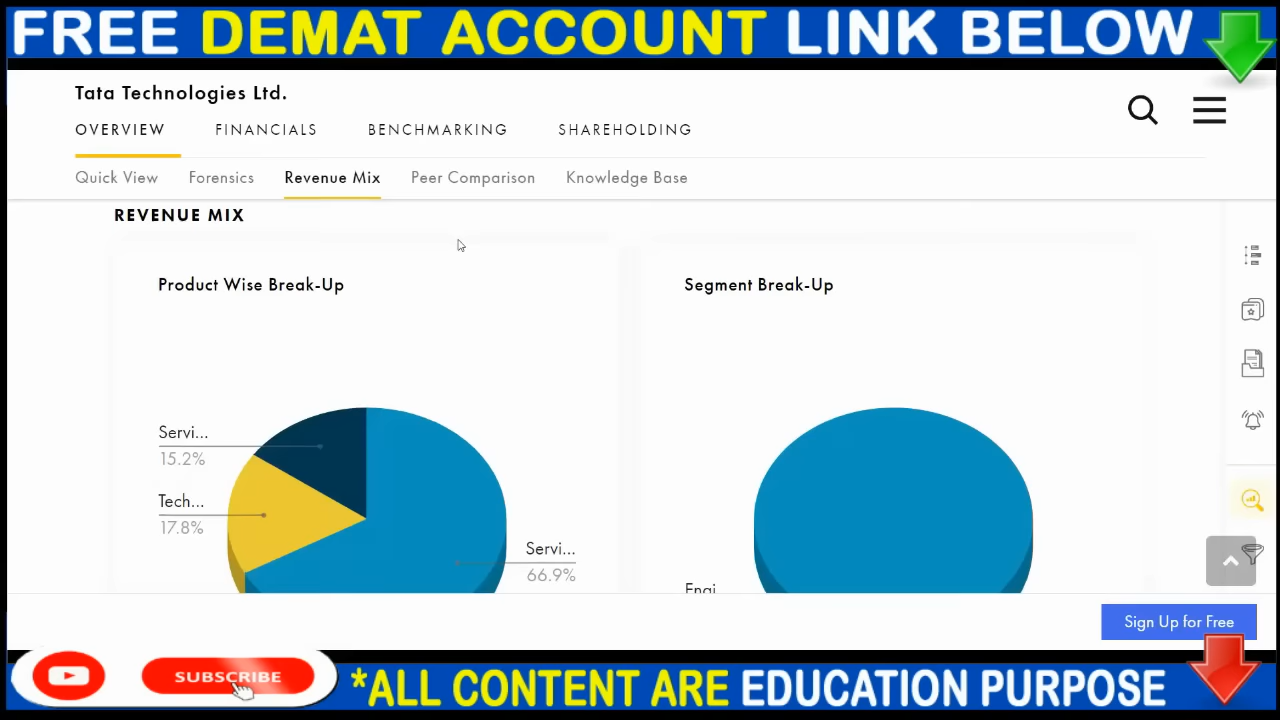 FREE DEMAT ACCOUNT LINK BELOW
Tata Technologies Ltd.
OVERVIEW FINANCIALS BENCHMARKING SHAREHOLDING
Quick View Forensics Revenue Mix Peer Comparison Knowledge Base
REVENUE MIX
Product Wise Break-Up
Servi...
15.2%
Tech...
17.8%
Servi...
66.9%
Segment Break-Up
Engi
Sign Up for Free
SUBSCRIBE
*ALL CONTENT ARE EDUCATION PURPOSE